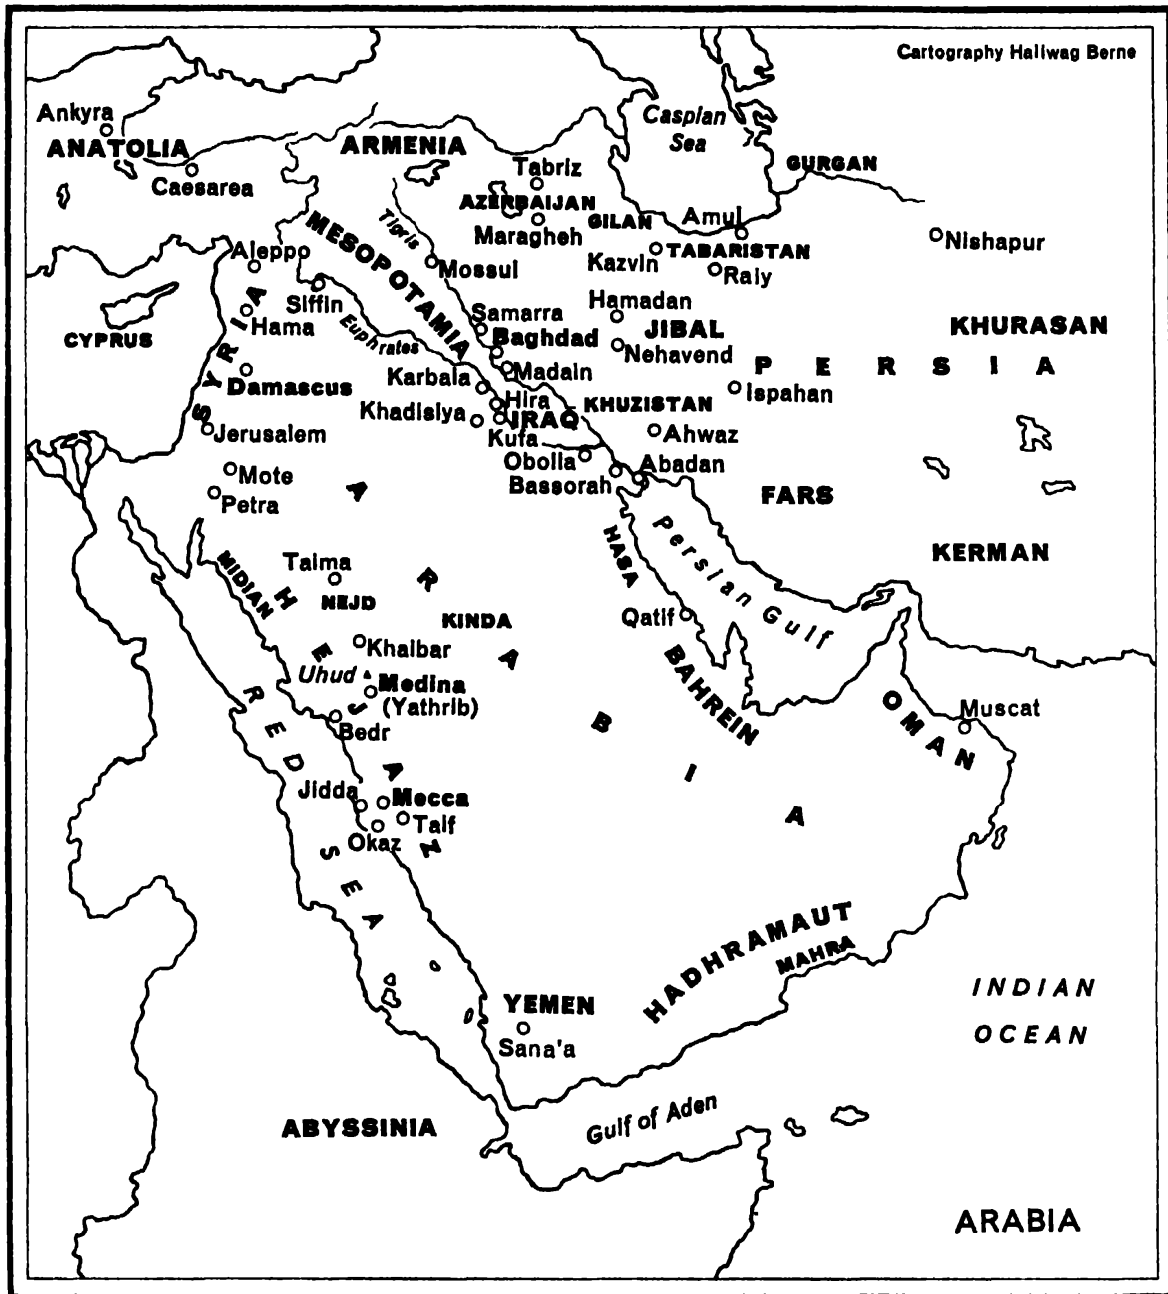 Cartography Hallwag Berne
Caspian
Sea
Ankyra
ANATOLIA
ARMENIA
GURGAN
Tabriz
Caesarea
AZERBAIJAN
GILAN
Amul
Maragheh
TABARISTAN
Nishapur
Tigris
MESOPOTAMIA
Aleppo
Mossul
Kazvin
Raiy
Siffin
Hamadan
Samarra
Hama
CYPRUS
SYRIA
Euphrates
Baghdad
JIBAL
KHURASAN
Nehavend
PERSIA
Madain
Damascus
Karbala
Ispahan
Hira
KHUZISTAN
Khadisiya
IRAQ
Kufa
Ahwaz
Jerusalem
Obolla
Abadan
Mote
Bassorah
Petra
FARS
ARABIA
HASA
Persian Gulf
KERMAN
MIDIAN
Taima
NEJD
HEJAZ
KINDA
Qatif
Khaibar
Uhud
BAHREIN
Medina
(Yathrib)
OMAN
Muscat
RED SEA
Bedr
Jidda
Mecca
Taif
Okaz
HADHRAMAUT
MAHRA
INDIAN
OCEAN
YEMEN
Sana'a
ABYSSINIA
Gulf of Aden
ARABIA